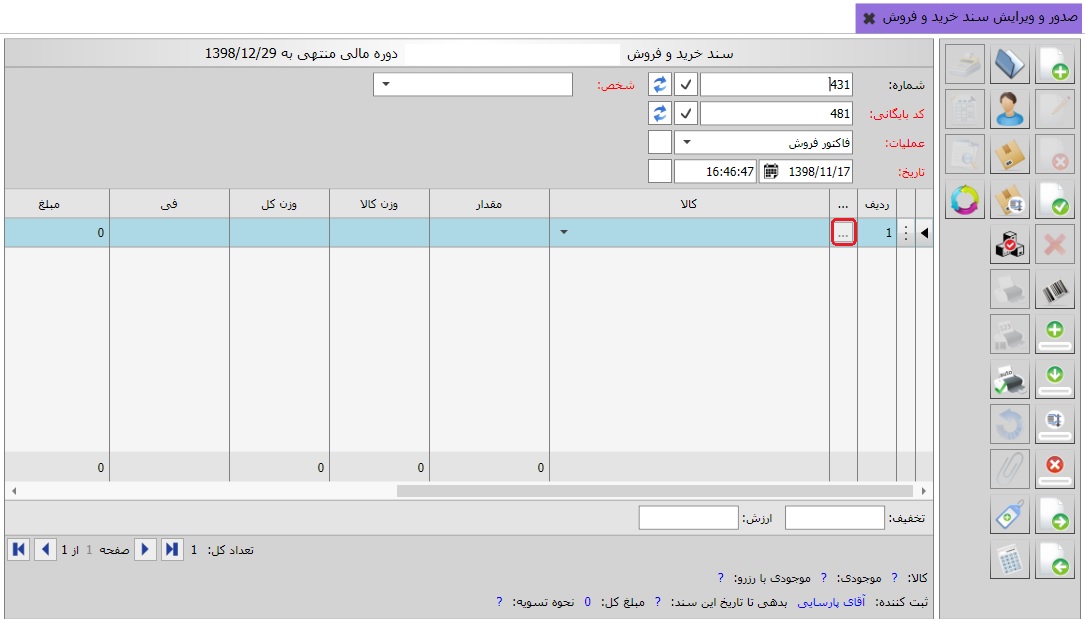 صدور و ویرایش سند خرید و فروش
سند خرید و فروش دوره مالی منتهی به 1398/12/29
شماره: 431 شخص:
کد بایگانی: 481
عملیات: فاکتور فروش
تاریخ: 1398/11/17 16:46:47
ردیف ... کالا مقدار وزن کالا وزن کل فی مبلغ
1 ... 0
0 0 0 0
تخفیف: ارزش:
تعداد کل: 1 صفحه 1 از 1
کالا: ? موجودی: ? موجودی با رزرو: ?
ثبت کننده: آقای پارسایی بدهی تا تاریخ این سند: ? مبلغ کل: 0 نحوه تسویه: ?
auto